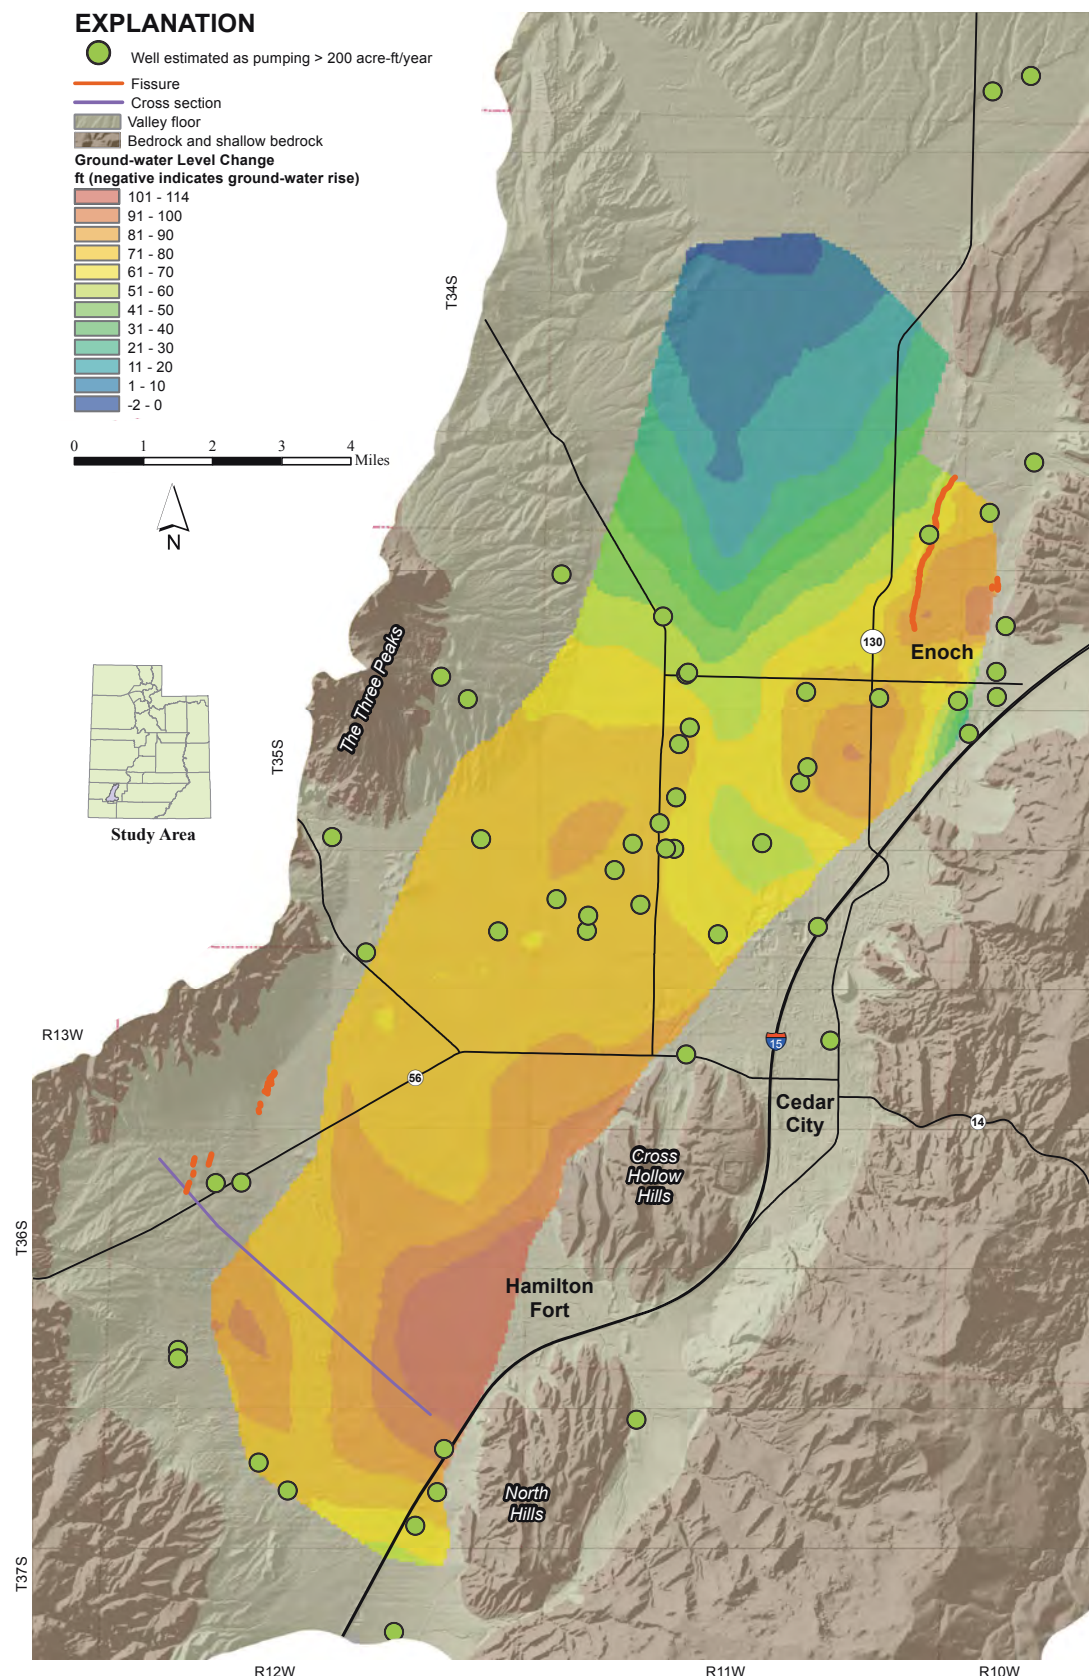 EXPLANATION
Well estimated as pumping > 200 acre-ft/year
Fissure
Cross section
Valley floor
Bedrock and shallow bedrock
Ground-water Level Change
ft (negative indicates ground-water rise)
101 - 114
91 - 100
81 - 90
71 - 80
61 - 70
51 - 60
41 - 50
31 - 40
21 - 30
11 - 20
1 - 10
-2 - 0
0 1 2 3 4
Miles
N
T34S
The Three Peaks
130
Enoch
T35S
Study Area
R13W
15
56
Cedar
City
14
Cross
Hollow
Hills
T36S
Hamilton
Fort
North
Hills
T37S
R12W
R11W
R10W